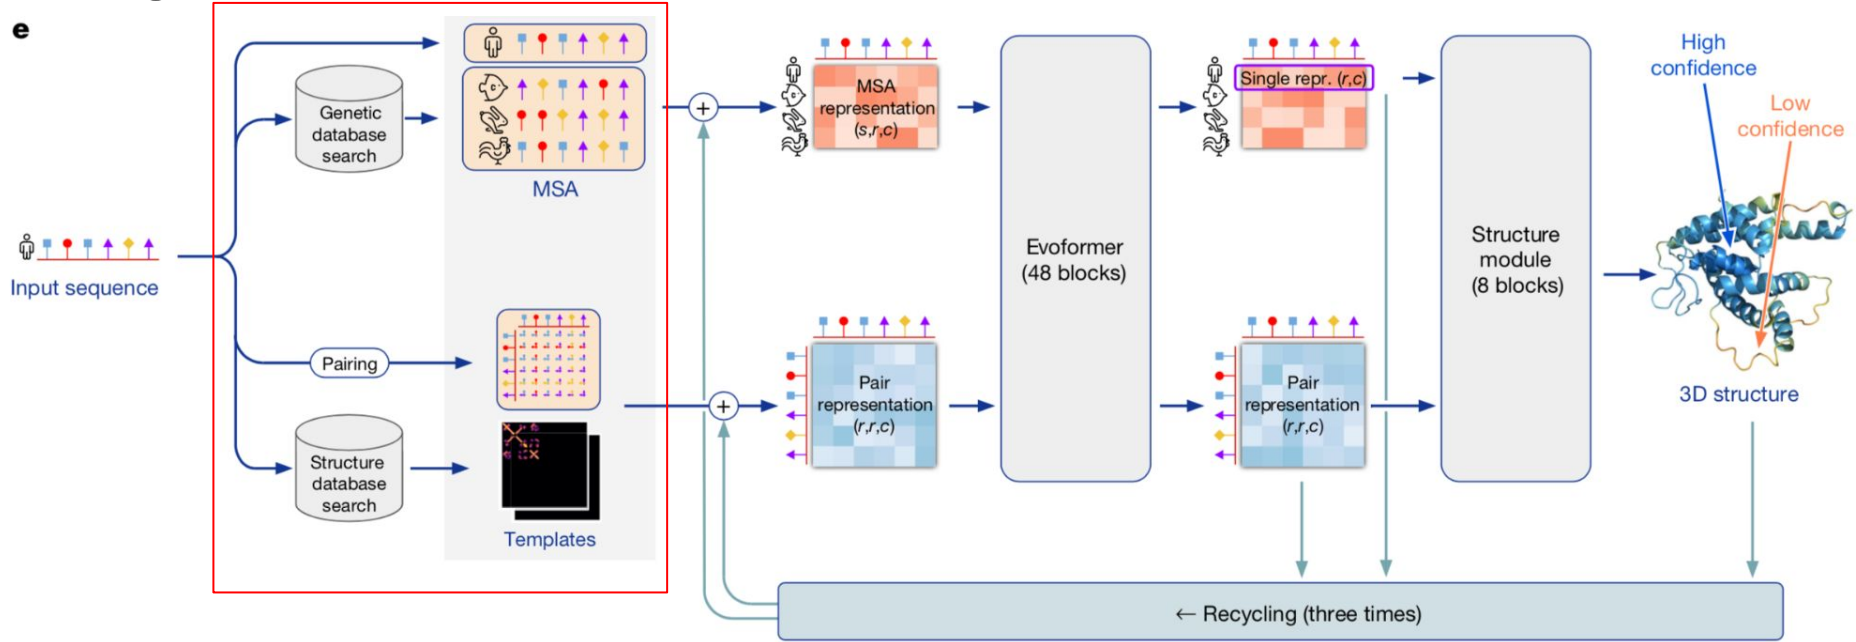 e
Genetic
database
search
MSA
Input sequence
Pairing
Structure
database
search
Templates
MSA
representation
(s,r,c)
Pair
representation
(r,r,c)
Evoformer
(48 blocks)
Single repr. (r,c)
Pair
representation
(r,r,c)
Structure
module
(8 blocks)
High
confidence
Low
confidence
3D structure
← Recycling (three times)